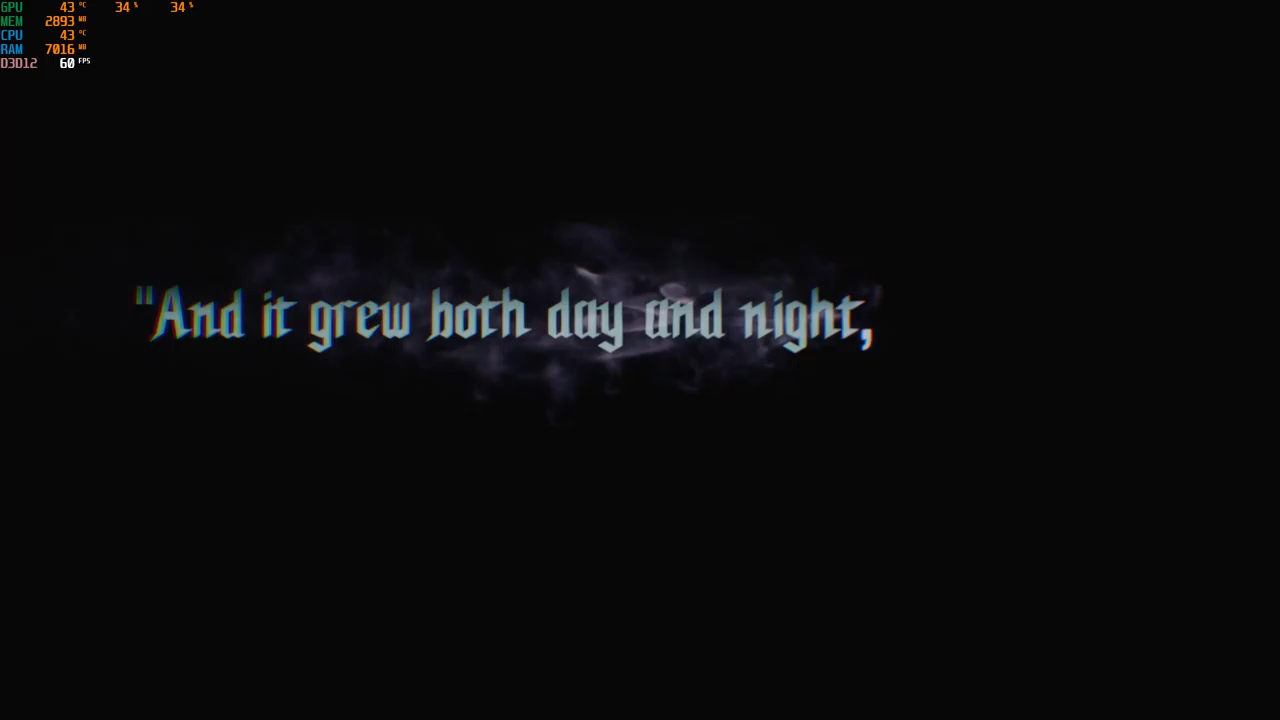 GPU 43 °C 34 % 34 %
MEM 2893 MB
CPU 43 °C
RAM 7016 MB
D3D12 60 FPS
"And it grew both day and night,